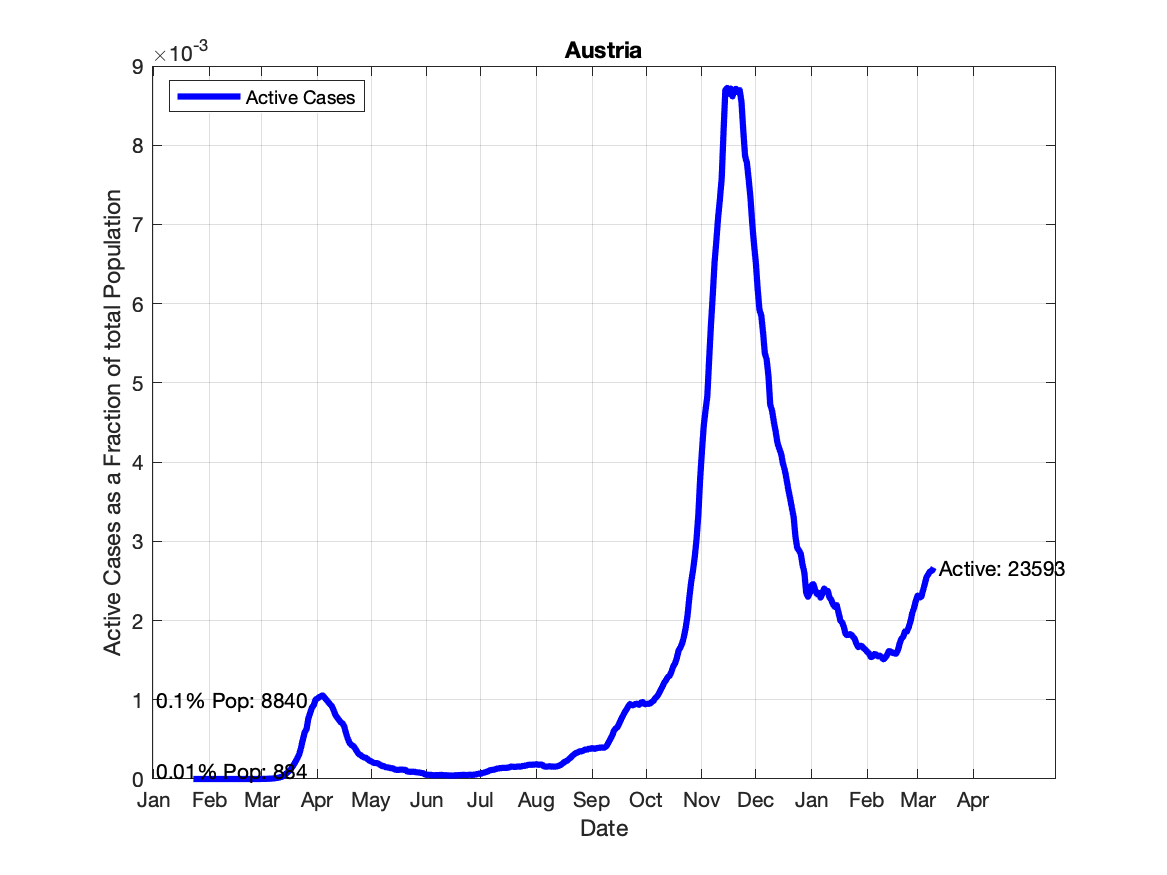 Austria
×10-3
9
8
7
6
5
4
3
2
1
0
Active Cases as a Fraction of total Population
Active Cases
Active: 23593
0.1% Pop: 8840
0.01% Pop: 884
Jan Feb Mar Apr May Jun Jul Aug Sep Oct Nov Dec Jan Feb Mar Apr
Date